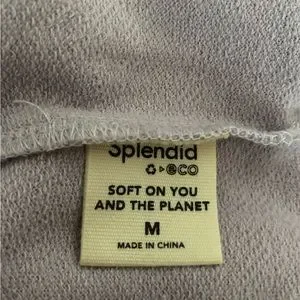 Splendid
ECO
SOFT ON YOU
AND THE PLANET
M
MADE IN CHINA